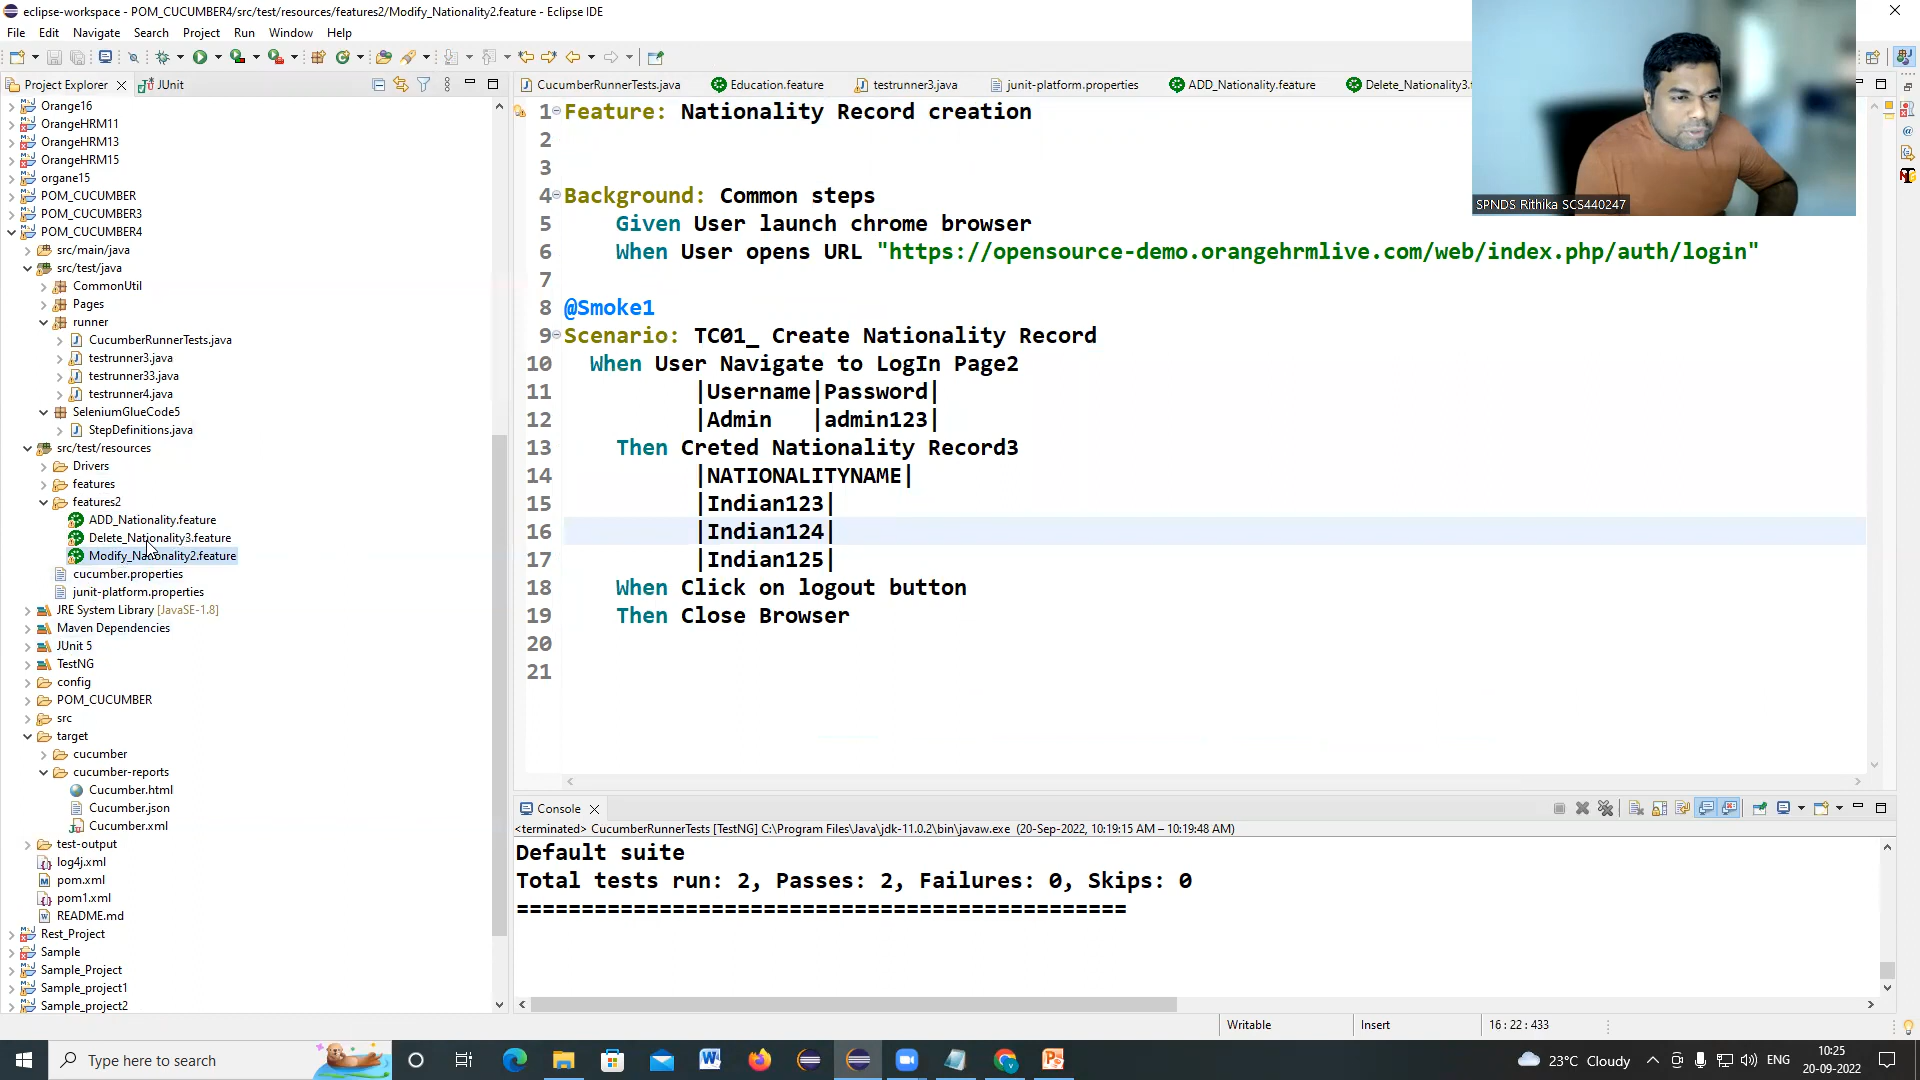 eclipse-workspace - POM_CUCUMBER4/src/test/resources/features2/Modify_Nationality2.feature - Eclipse IDE
File Edit Navigate Search Project Run Window Help
Project Explorer JUnit
Orange16
OrangeHRM11
OrangeHRM13
OrangeHRM15
organe15
POM_CUCUMBER
POM_CUCUMBER3
POM_CUCUMBER4
src/main/java
src/test/java
CommonUtil
Pages
runner
CucumberRunnerTests.java
testrunner3.java
testrunner33.java
testrunner4.java
SeleniumGlueCode5
StepDefinitions.java
src/test/resources
Drivers
features
features2
ADD_Nationality.feature
Delete_Nationality3.feature
Modify_Nationality2.feature
cucumber.properties
junit-platform.properties
JRE System Library [JavaSE-1.8]
Maven Dependencies
JUnit 5
TestNG
config
POM_CUCUMBER
src
target
cucumber
cucumber-reports
Cucumber.html
Cucumber.json
Cucumber.xml
test-output
log4j.xml
pom.xml
pom1.xml
README.md
Rest_Project
Sample
Sample_Project
Sample_project1
Sample_project2
CucumberRunnerTests.java Education.feature testrunner3.java junit-platform.properties ADD_Nationality.feature Delete_Nationality3.f
1 Feature: Nationality Record creation
2
3
4 Background: Common steps
5 Given User launch chrome browser
6 When User opens URL "https://opensource-demo.orangehrmlive.com/web/index.php/auth/login"
7
8 @Smoke1
9 Scenario: TC01_ Create Nationality Record
10 When User Navigate to LogIn Page2
11 |Username|Password|
12 |Admin |admin123|
13 Then Creted Nationality Record3
14 |NATIONALITYNAME|
15 |Indian123|
16 |Indian124|
17 |Indian125|
18 When Click on logout button
19 Then Close Browser
20
21
SPNDS Rithika SCS440247
Console
<terminated> CucumberRunnerTests [TestNG] C:\Program Files\Java\jdk-11.0.2\bin\javaw.exe (20-Sep-2022, 10:19:15 AM – 10:19:48 AM)
Default suite
Total tests run: 2, Passes: 2, Failures: 0, Skips: 0
===============================================
Writable Insert 16 : 22 : 433
Type here to search
23°C Cloudy ENG 10:25
20-09-2022